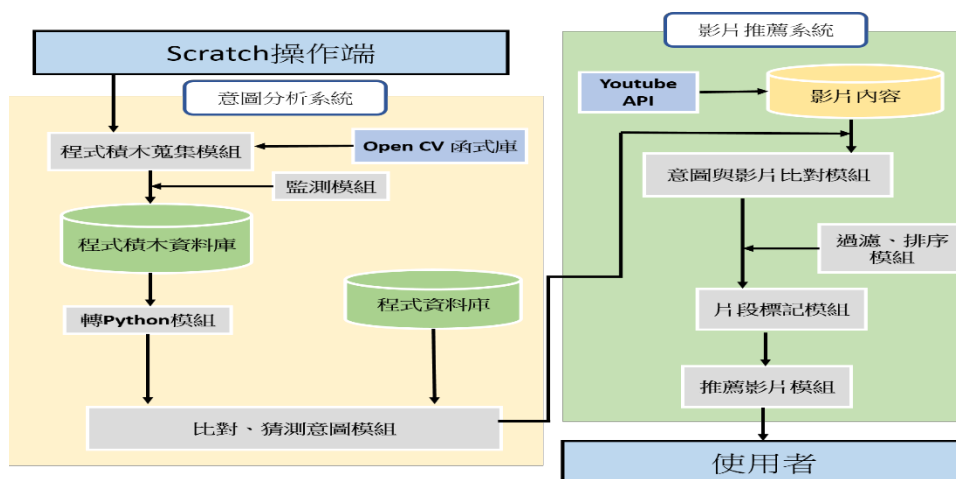 Scratch操作端
意圖分析系統
程式積木蒐集模組
Open CV 函式庫
監測模組
程式積木資料庫
轉Python模組
程式資料庫
比對、猜測意圖模組
影片推薦系統
Youtube
API
影片內容
意圖與影片比對模組
過濾、排序
模組
片段標記模組
推薦影片模組
使用者